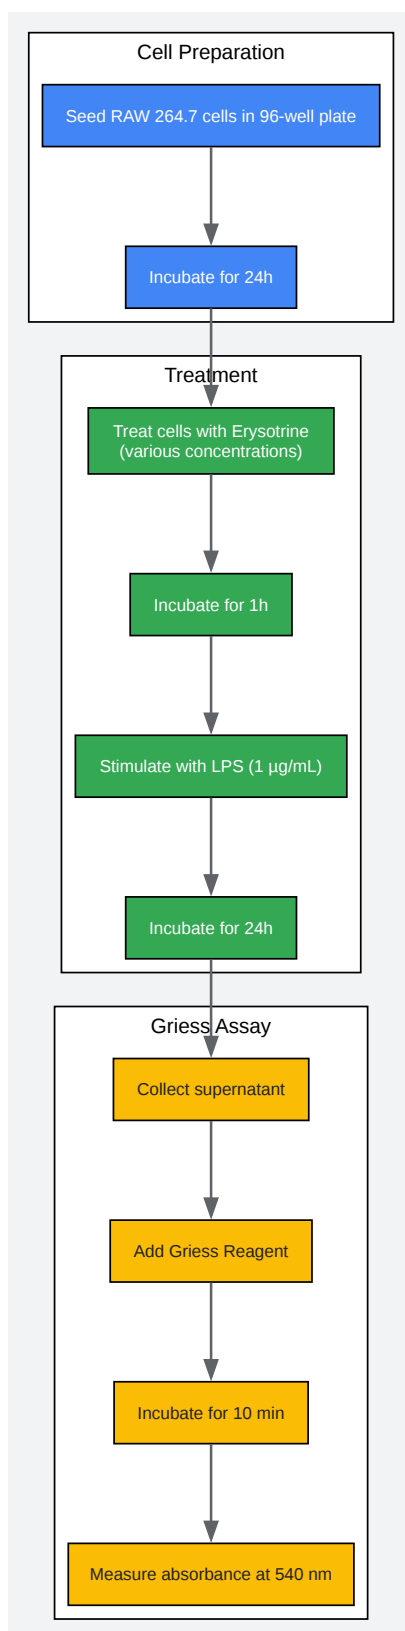 Cell Preparation
Seed RAW 264.7 cells in 96-well plate
Incubate for 24h
Treatment
Treat cells with Erysotrine
(various concentrations)
Incubate for 1h
Stimulate with LPS (1 µg/mL)
Incubate for 24h
Griess Assay
Collect supernatant
Add Griess Reagent
Incubate for 10 min
Measure absorbance at 540 nm